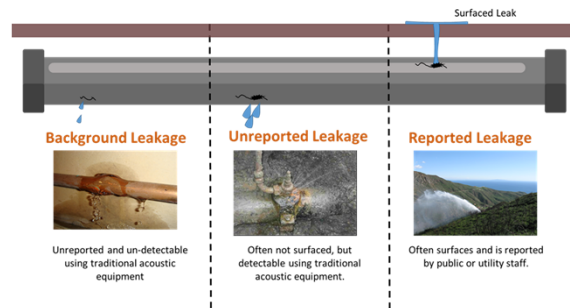 Surfaced Leak
Background Leakage
Unreported and un-detectable
using traditional acoustic
equipment
Unreported Leakage
Often not surfaced, but
detectable using traditional
acoustic equipment.
Reported Leakage
Often surfaces and is reported
by public or utility staff.